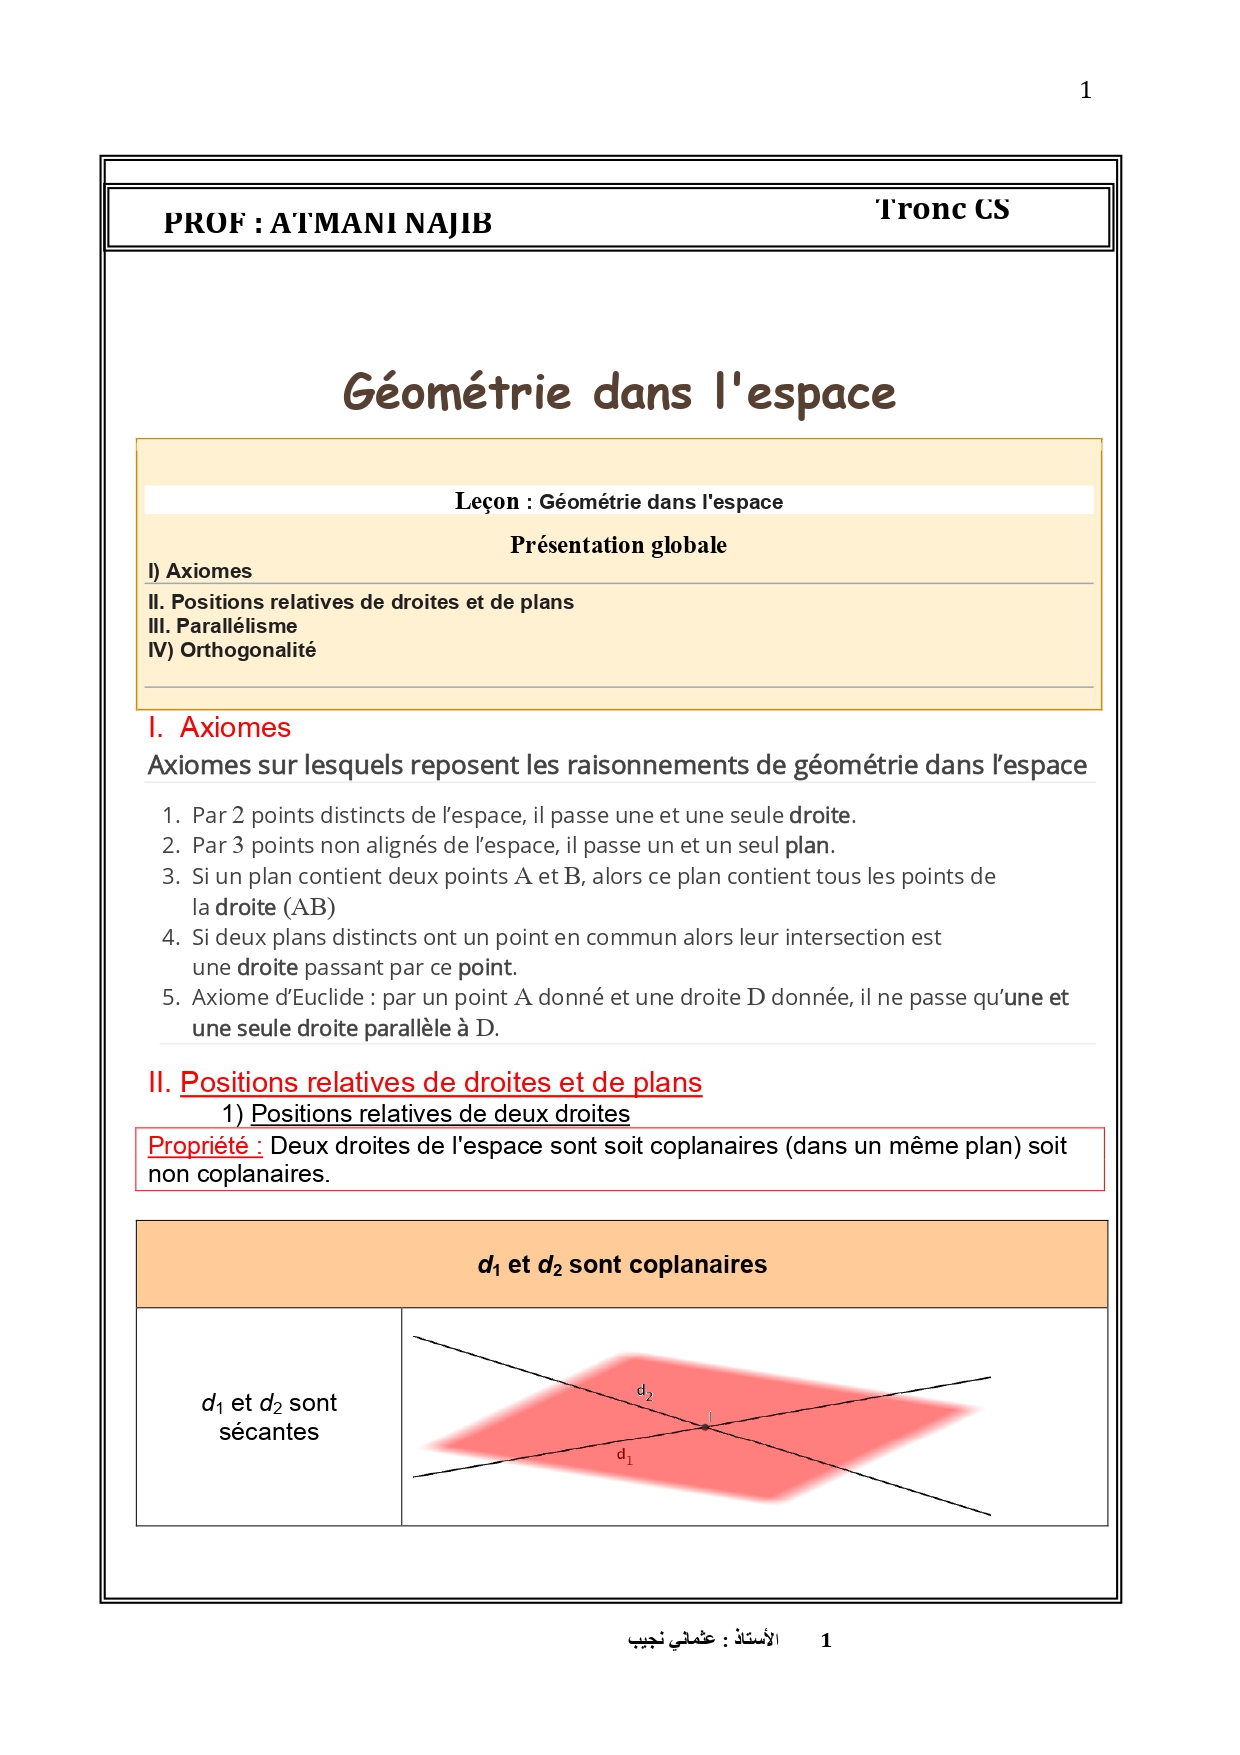 1
PROF : ATMANI NAJIB
Tronc CS
Géométrie dans l'espace
Leçon : Géométrie dans l'espace
Présentation globale
I) Axiomes
II. Positions relatives de droites et de plans
III. Parallélisme
IV) Orthogonalité
I. Axiomes
Axiomes sur lesquels reposent les raisonnements de géométrie dans l’espace
1. Par 2 points distincts de l’espace, il passe une et une seule droite.
2. Par 3 points non alignés de l’espace, il passe un et un seul plan.
3. Si un plan contient deux points A et B, alors ce plan contient tous les points de
la droite (AB)
4. Si deux plans distincts ont un point en commun alors leur intersection est
une droite passant par ce point.
5. Axiome d’Euclide : par un point A donné et une droite D donnée, il ne passe qu’une et
une seule droite parallèle à D.
II. Positions relatives de droites et de plans
1) Positions relatives de deux droites
Propriété : Deux droites de l'espace sont soit coplanaires (dans un même plan) soit
non coplanaires.
d1 et d2 sont coplanaires
d1 et d2 sont
sécantes
d2
I
d1
الأستاذ : عثماني نجيب 1